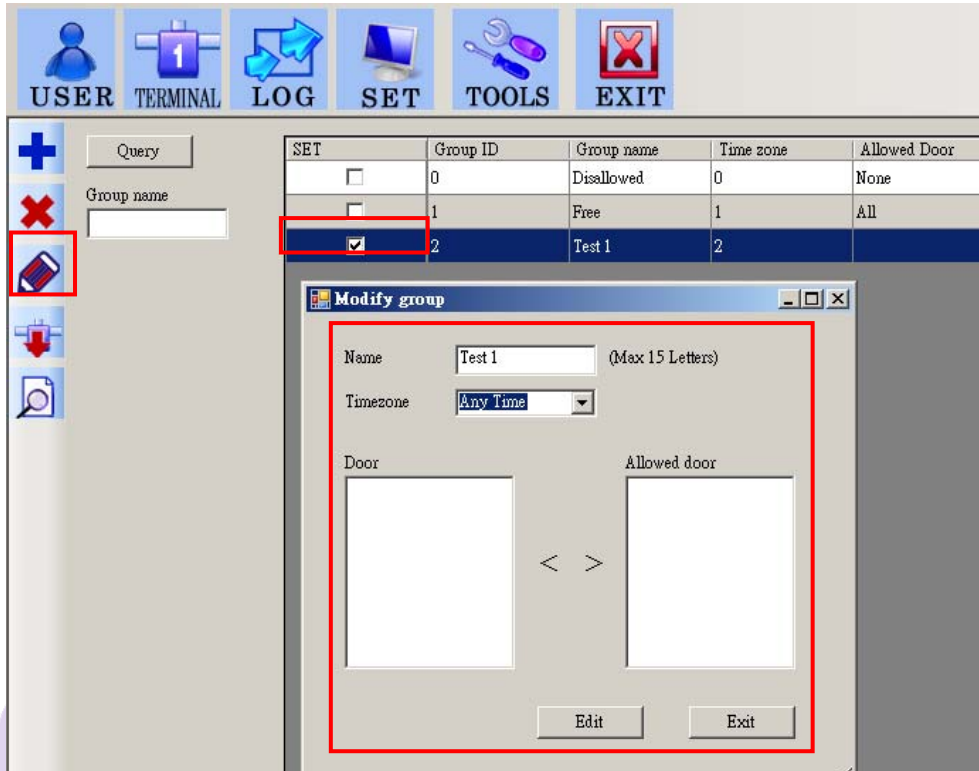 USER TERMINAL LOG SET TOOLS EXIT
1
Query
Group name
SET Group ID Group name Time zone Allowed Door
0 Disallowed 0 None
1 Free 1 All
2 Test 1 2
Modify group
Name Test 1 (Max 15 Letters)
Timezone Any Time
Door Allowed door
< >
Edit Exit